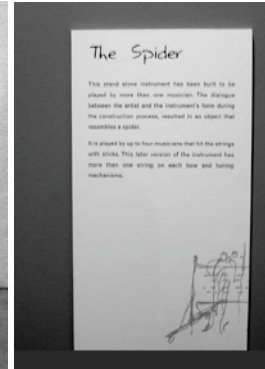 The Spider
This stand alone instrument has been built to be
played by more than one musician. The dialogue
between the artist and the instrument's form during
the construction process, resulted in an object that
resembles a spider.
It is played by up to four musicians that hit the strings
with sticks. This later version of the instrument has
more than one string on each bow and tuning
mechanisms.